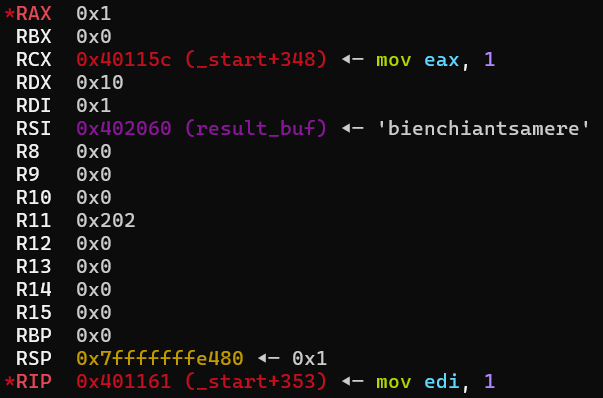 *RAX 0x1
RBX 0x0
RCX 0x40115c (_start+348) ◂— mov eax, 1
RDX 0x10
RDI 0x1
RSI 0x402060 (result_buf) ◂— 'bienchiantsamere'
R8 0x0
R9 0x0
R10 0x0
R11 0x202
R12 0x0
R13 0x0
R14 0x0
R15 0x0
RBP 0x0
RSP 0x7fffffffe480 ◂— 0x1
*RIP 0x401161 (_start+353) ◂— mov edi, 1